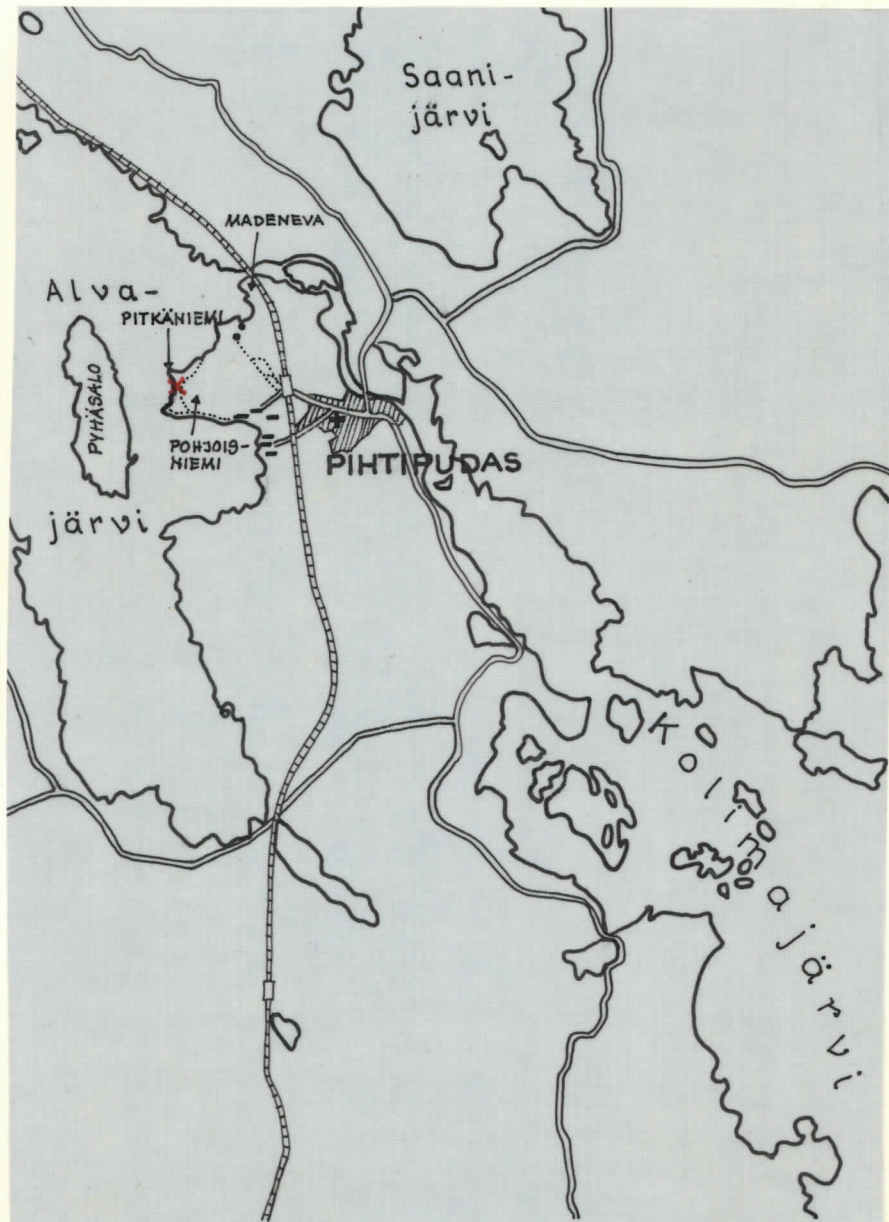 Saani-
järvi
MADENEVA
Alva-
PITKÄNIEMI
PYHÄSALO
POHJOIS-
NIEMI
PIHTIPUDAS
järvi
Kolimajärvi